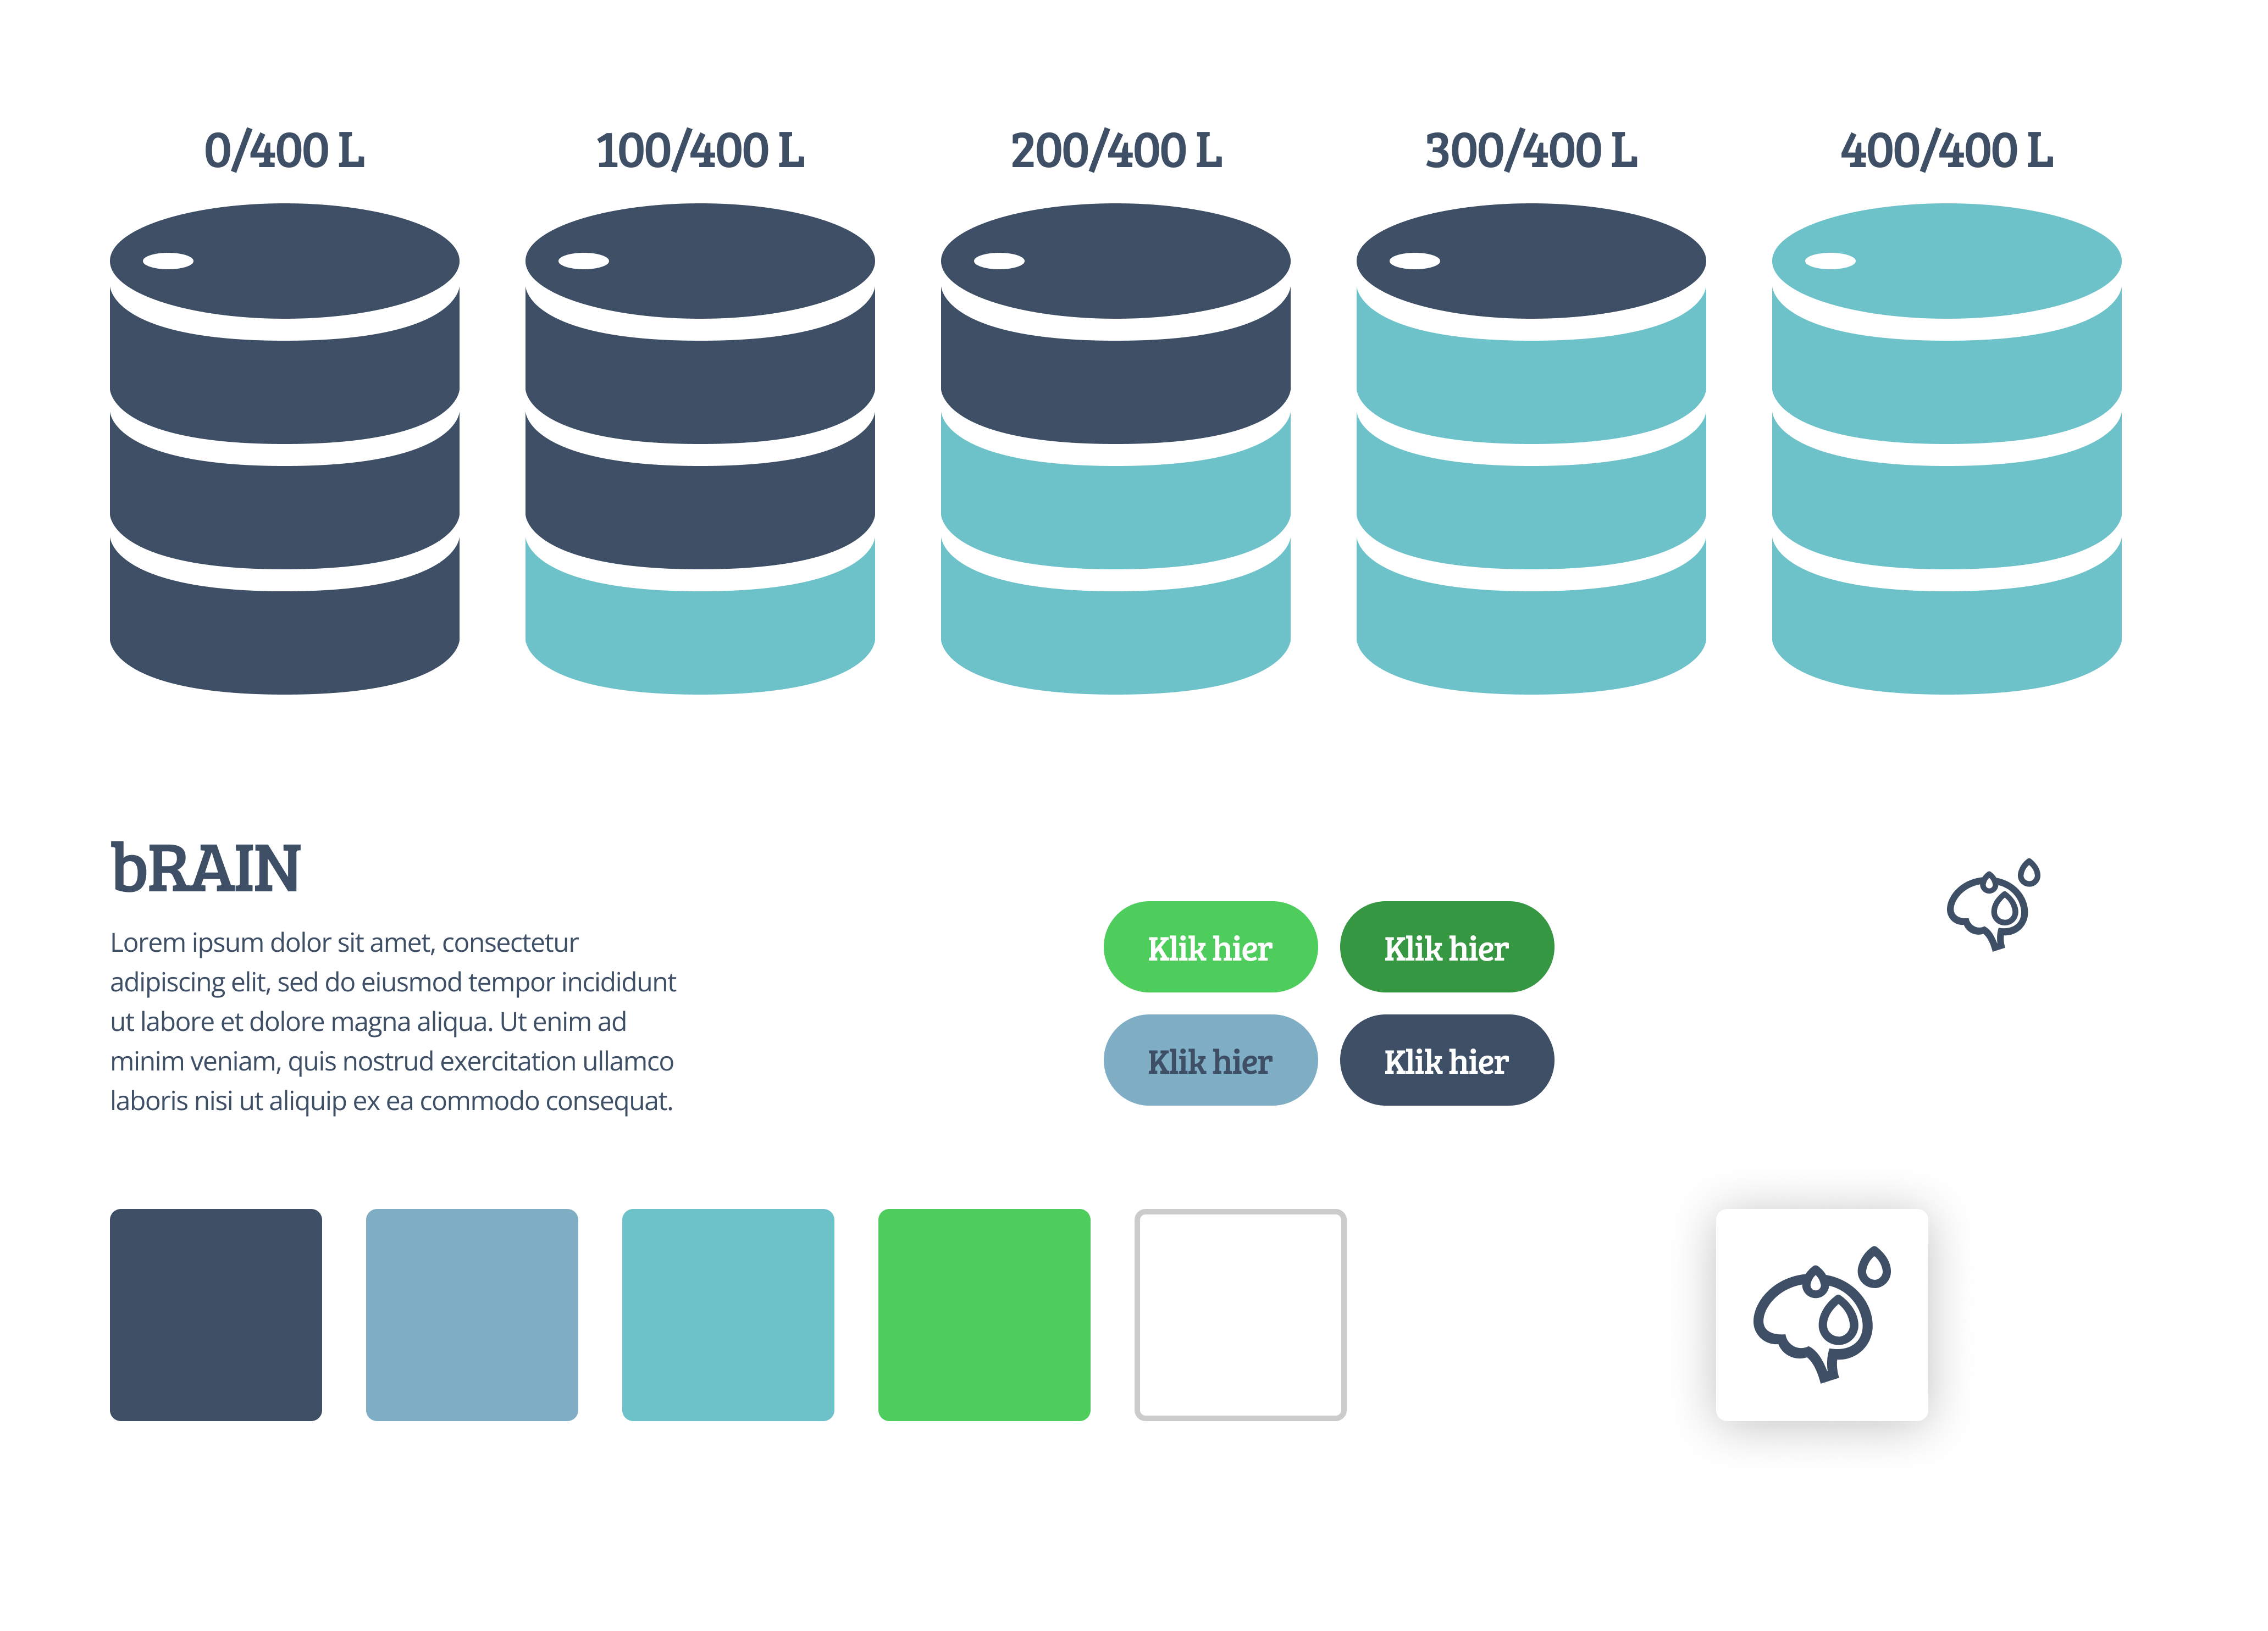 0/400 L
100/400 L
200/400 L
300/400 L
400/400 L
bRAIN
Lorem ipsum dolor sit amet, consectetur
adipiscing elit, sed do eiusmod tempor incididunt
ut labore et dolore magna aliqua. Ut enim ad
minim veniam, quis nostrud exercitation ullamco
laboris nisi ut aliquip ex ea commodo consequat.
Klik hier
Klik hier
Klik hier
Klik hier